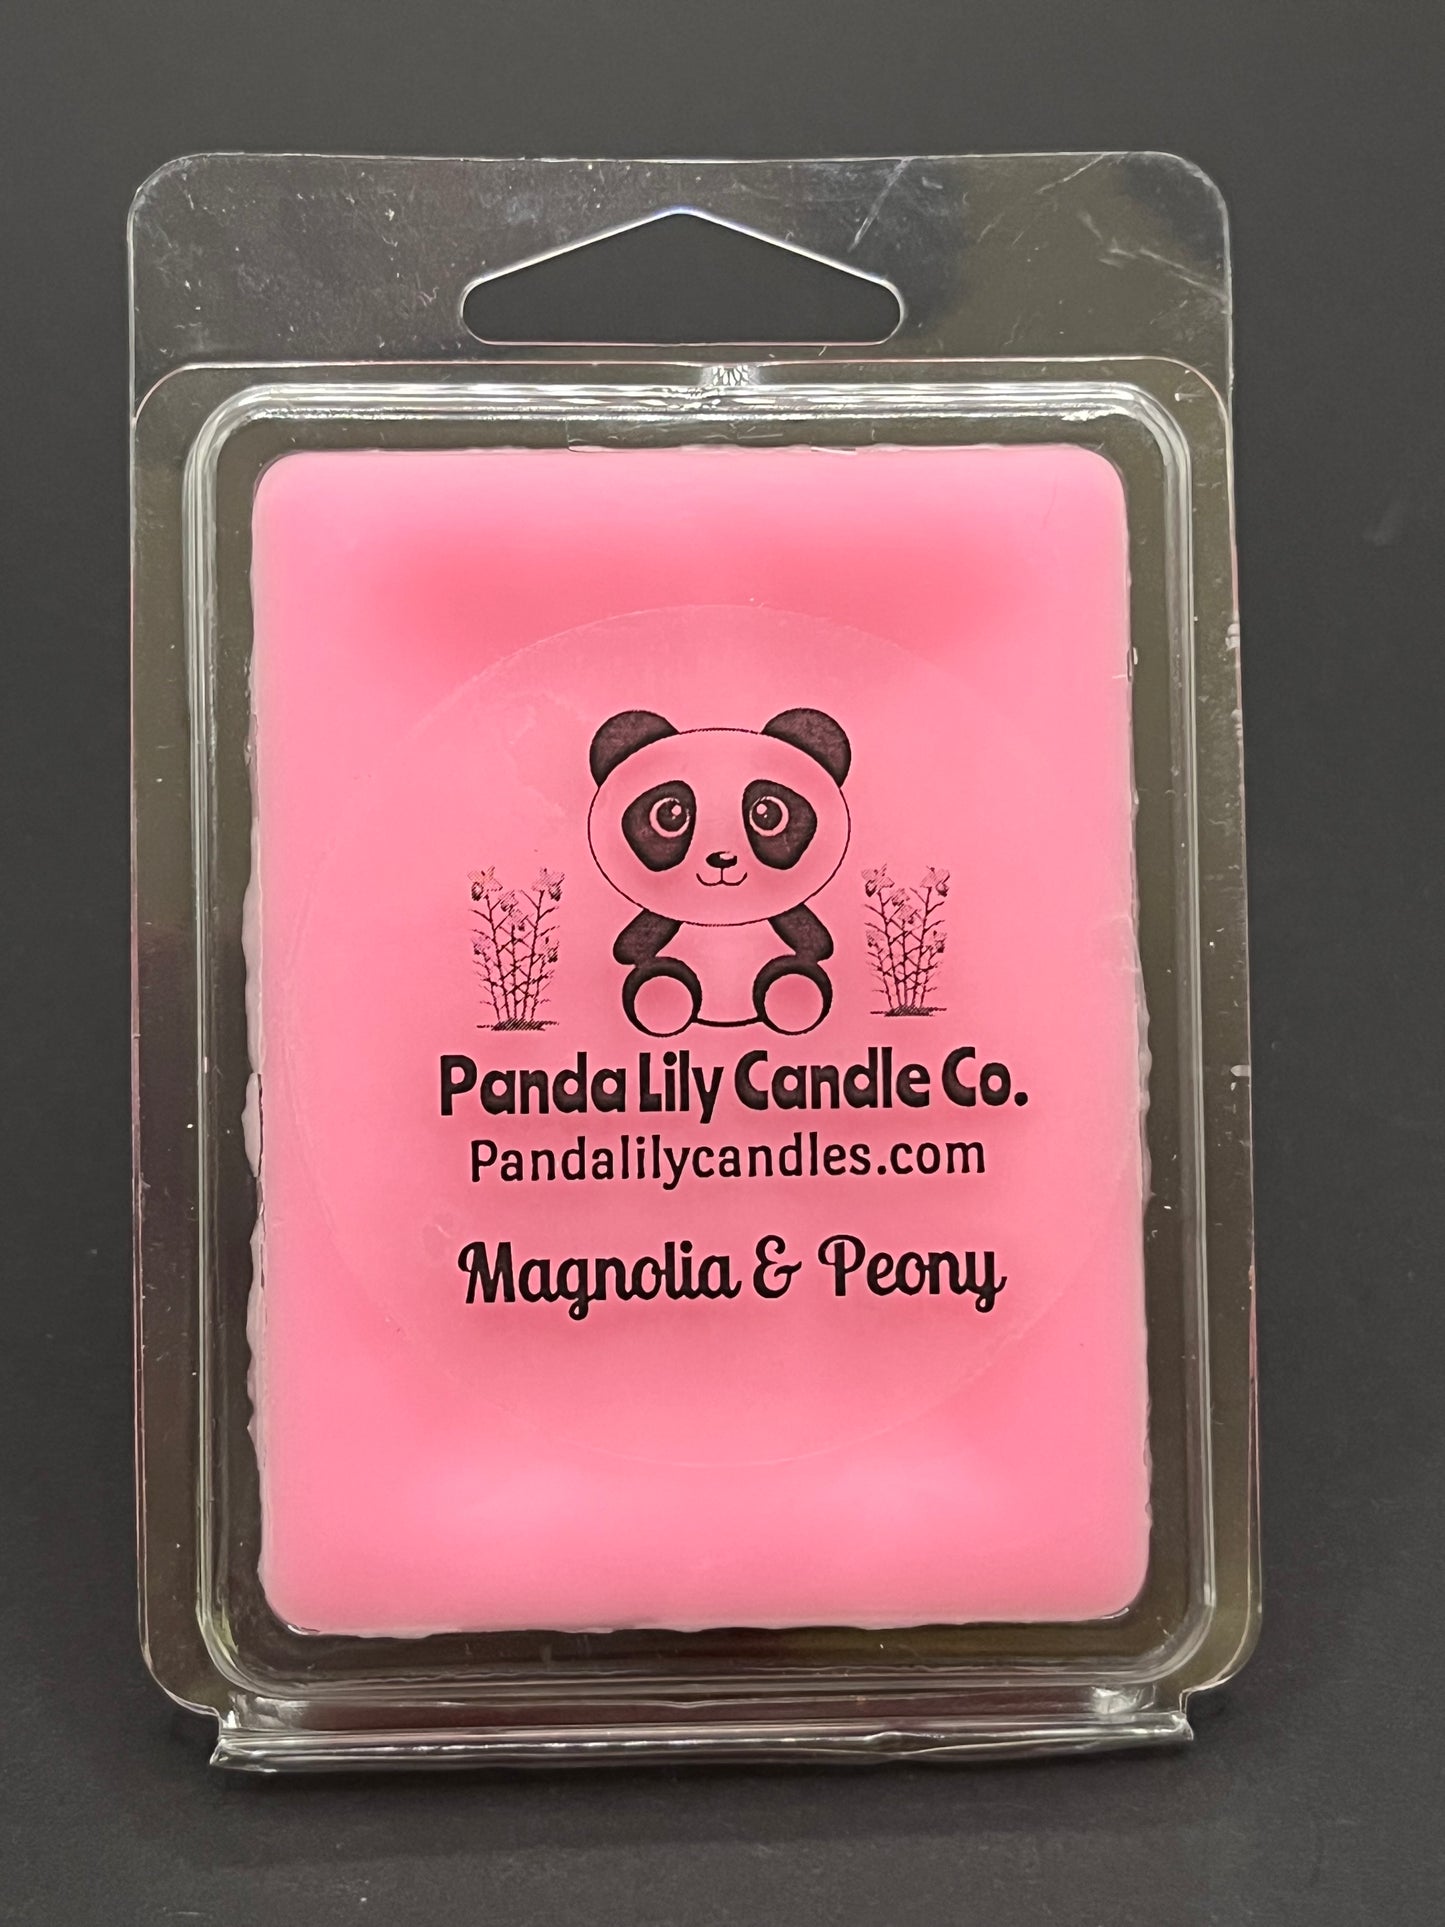 Panda Lily Candle Co.
Pandalilycandles.com
Magnolia & Peony